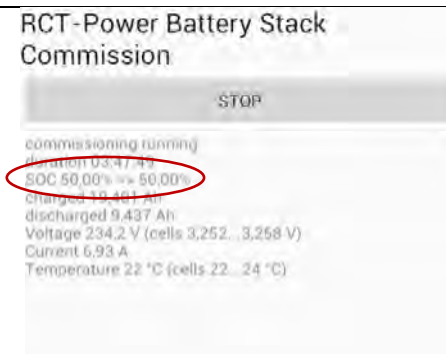 RCT-Power Battery Stack
Commission
STOP
commissioning running
duration 03:47:49
SOC 50,00% => 50,00%
charged 19,401 Ah
discharged 9,437 Ah
Voltage 234,2 V (cells 3,252...3,258 V)
Current 6,93 A
Temperature 22 °C (cells 22...24 °C)